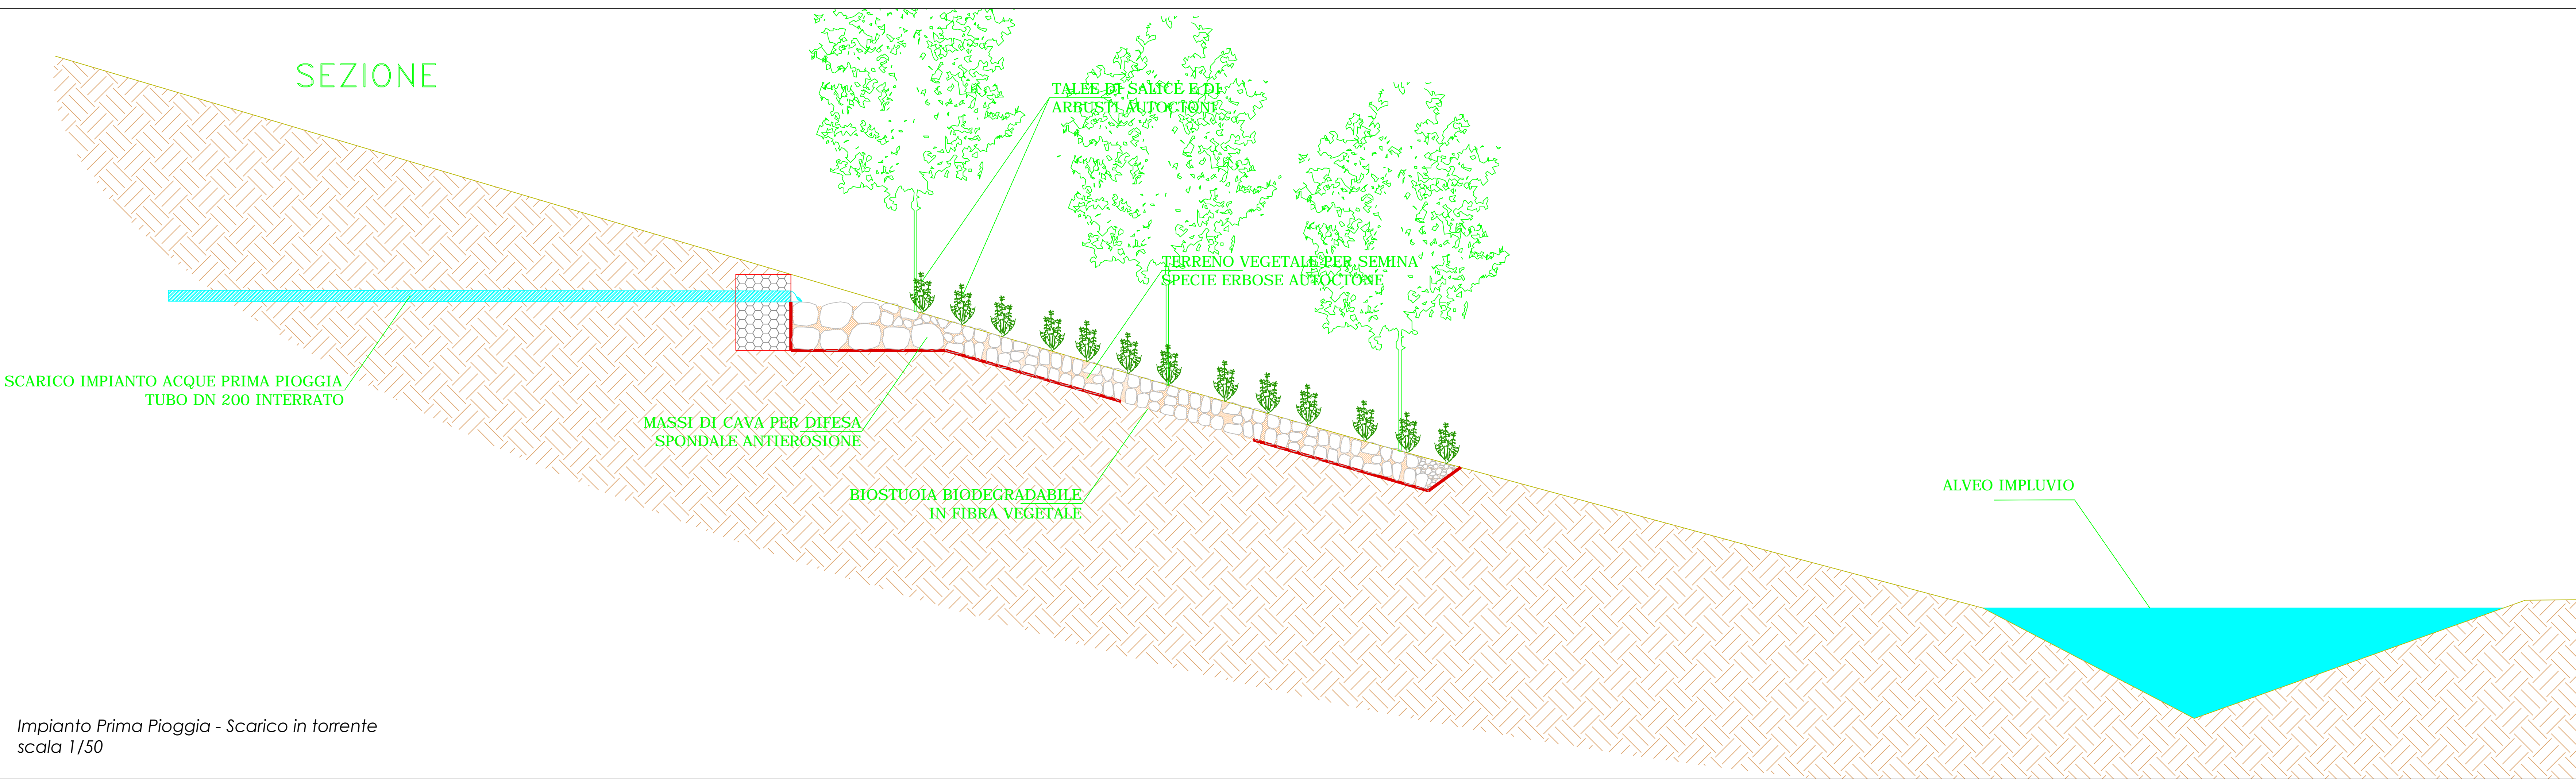 SEZIONE
TALEE DI SALICE E DI
ARBUSTI AUTOCTONI
TERRENO VEGETALE PER SEMINA
SPECIE ERBOSE AUTOCTONE
SCARICO IMPIANTO ACQUE PRIMA PIOGGIA
TUBO DN 200 INTERRATO
MASSI DI CAVA PER DIFESA
SPONDALE ANTIEROSIONE
BIOSTUOIA BIODEGRADABILE
IN FIBRA VEGETALE
ALVEO IMPLUVIO
Impianto Prima Pioggia - Scarico in torrente
scala 1/50